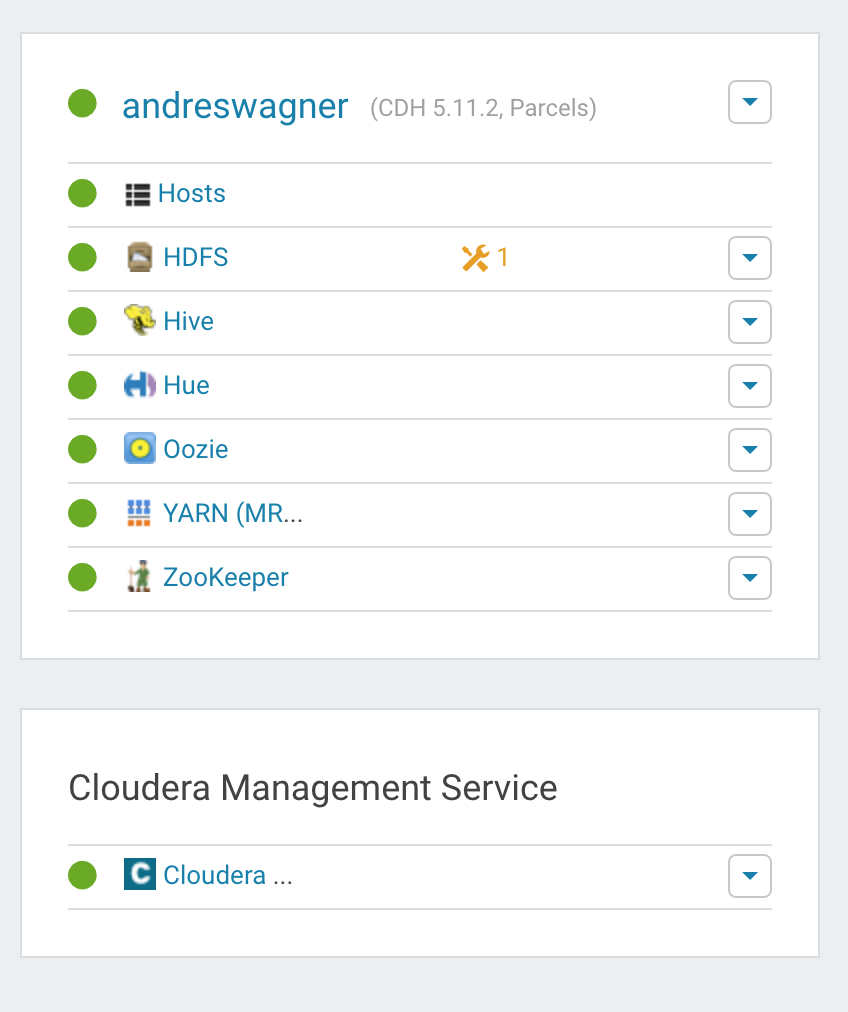 andreswagner (CDH 5.11.2, Parcels)
Hosts
HDFS 1
Hive
Hue
Oozie
YARN (MR...
ZooKeeper
Cloudera Management Service
C Cloudera ...